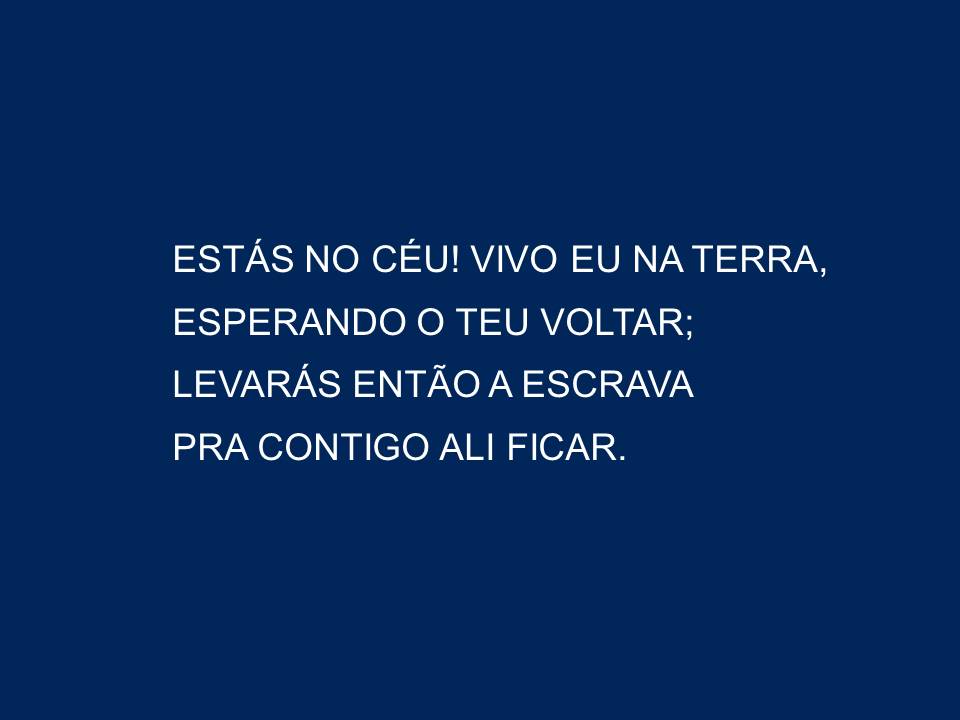 ESTÁS NO CÉU! VIVO EU NA TERRA,
ESPERANDO O TEU VOLTAR;
LEVARÁS ENTÃO A ESCRAVA
PRA CONTIGO ALI FICAR.